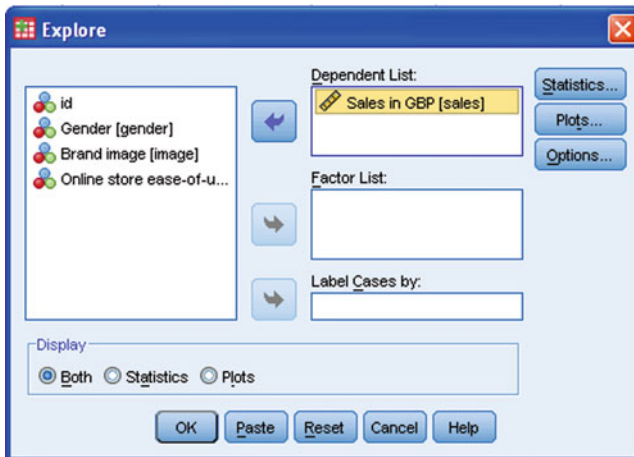 Explore
id
Gender [gender]
Brand image [image]
Online store ease-of-u...
Dependent List:
Sales in GBP [sales]
Factor List:
Label Cases by:
Statistics...
Plots...
Options...
Display
Both Statistics Plots
OK Paste Reset Cancel Help